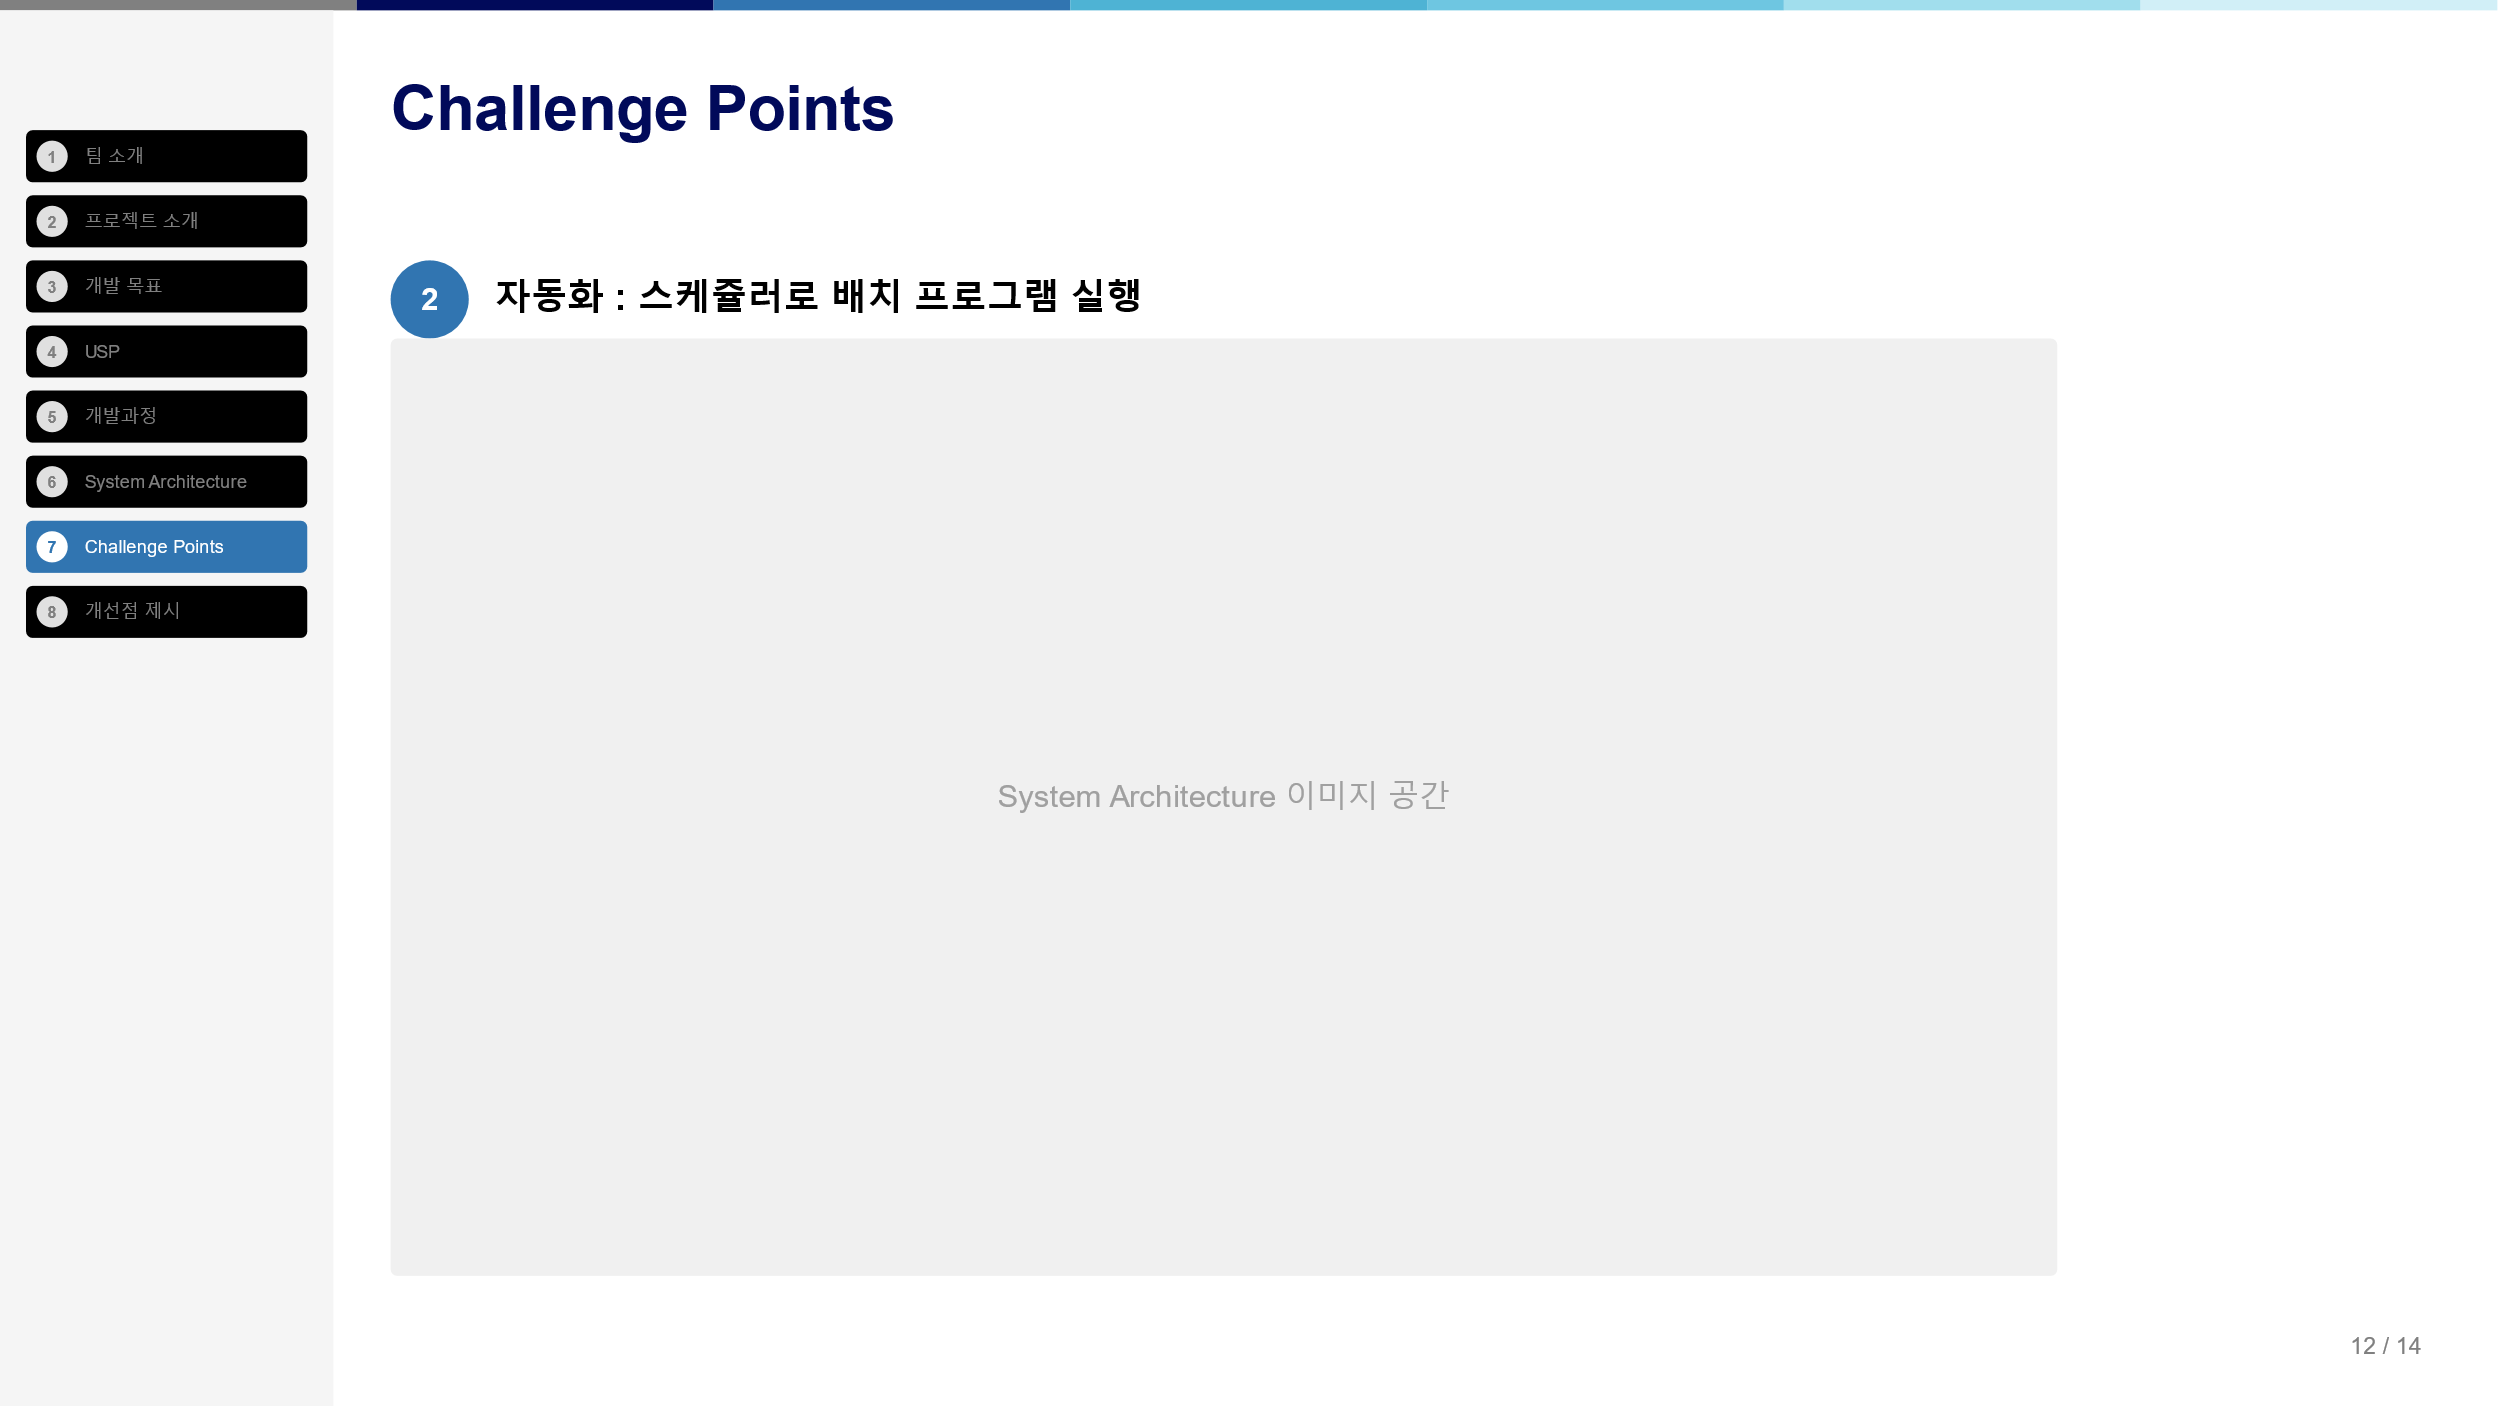 1 팀 소개
2 프로젝트 소개
3 개발 목표
4 USP
5 개발과정
6 System Architecture
7 Challenge Points
8 개선점 제시
Challenge Points
2 자동화 : 스케쥴러로 배치 프로그램 실행
System Architecture 이미지 공간
12 / 14